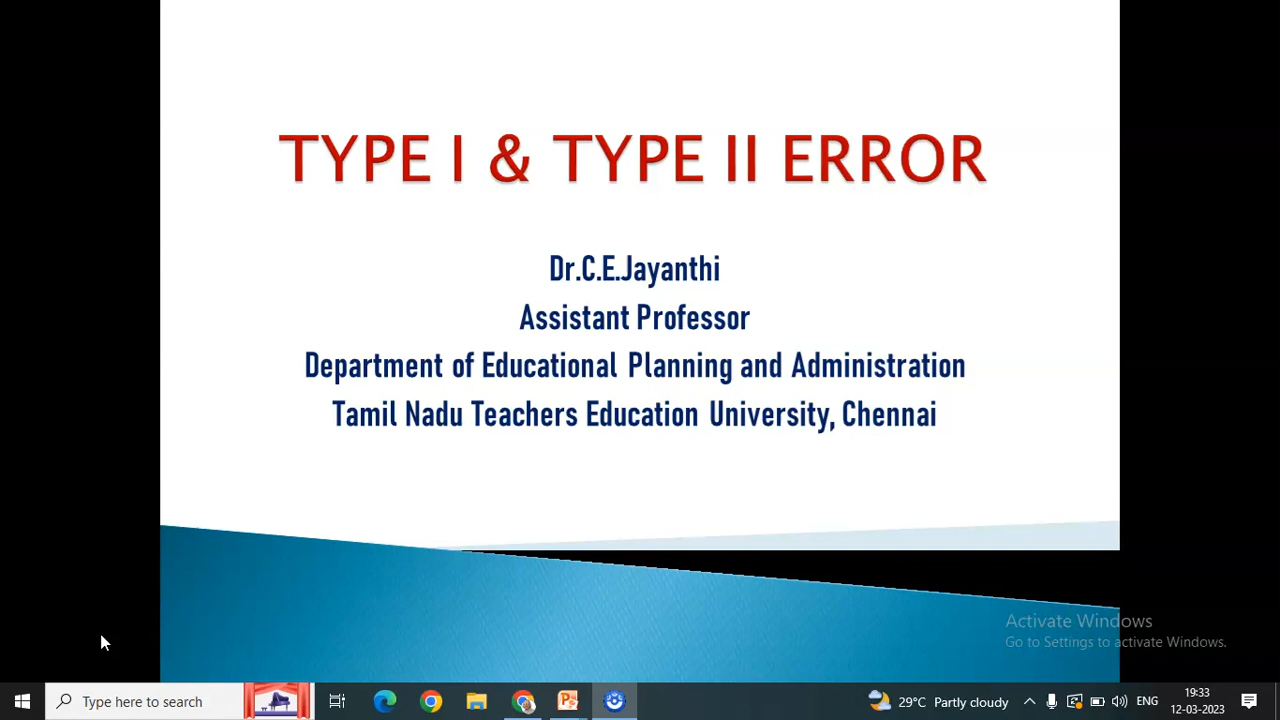 TYPE I & TYPE II ERROR
Dr.C.E.Jayanthi
Assistant Professor
Department of Educational Planning and Administration
Tamil Nadu Teachers Education University, Chennai
Activate Windows
Go to Settings to activate Windows.
Type here to search
29°C Partly cloudy
ENG
19:33
12-03-2023